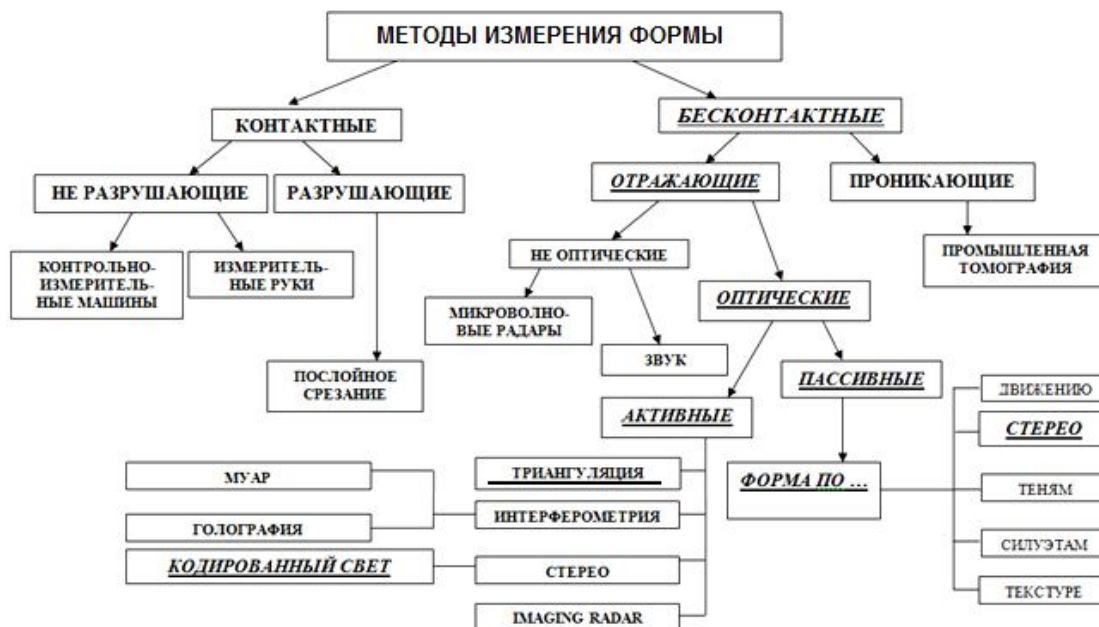 МЕТОДЫ ИЗМЕРЕНИЯ ФОРМЫ
КОНТАКТНЫЕ
БЕСКОНТАКТНЫЕ
НЕ РАЗРУШАЮЩИЕ
РАЗРУШАЮЩИЕ
ОТРАЖАЮЩИЕ
ПРОНИКАЮЩИЕ
КОНТРОЛЬНО-
ИЗМЕРИТЕЛЬ-
НЫЕ МАШИНЫ
ИЗМЕРИТЕЛЬ-
НЫЕ РУКИ
НЕ ОПТИЧЕСКИЕ
ПРОМЫШЛЕННАЯ
ТОМОГРАФИЯ
ОПТИЧЕСКИЕ
МИКРОВОЛНО-
ВЫЕ РАДАРЫ
ЗВУК
ПОСЛОЙНОЕ
СРЕЗАНИЕ
ПАССИВНЫЕ
АКТИВНЫЕ
ДВИЖЕНИЮ
СТЕРЕО
МУАР
ТРИАНГУЛЯЦИЯ
ФОРМА ПО ...
ТЕНЯМ
ГОЛОГРАФИЯ
ИНТЕРФЕРОМЕТРИЯ
СИЛУЭТАМ
КОДИРОВАННЫЙ СВЕТ
СТЕРЕО
ТЕКСТУРЕ
IMAGING RADAR